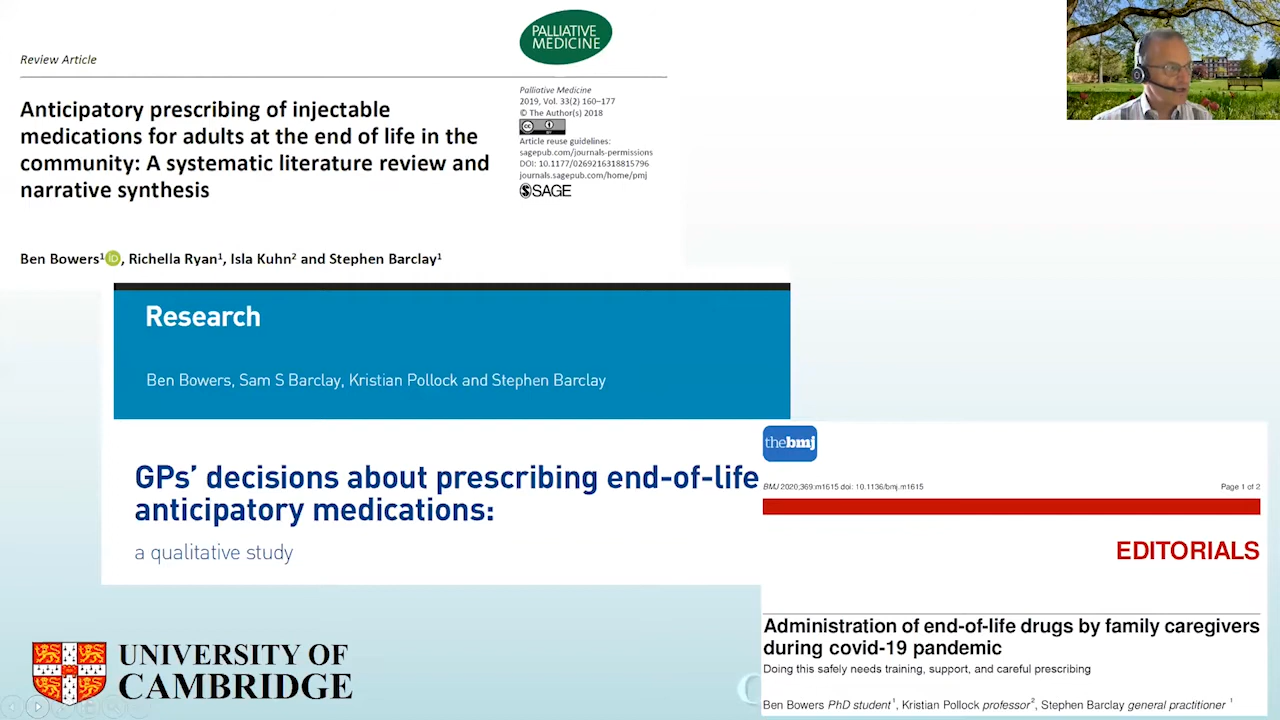 PALLIATIVE
MEDICINE
Review Article
Palliative Medicine
2019, Vol. 33(2) 160–177
© The Author(s) 2018
Article reuse guidelines:
sagepub.com/journals-permissions
DOI: 10.1177/0269216318815796
journals.sagepub.com/home/pmj
SAGE
Anticipatory prescribing of injectable
medications for adults at the end of life in the
community: A systematic literature review and
narrative synthesis
Ben Bowers¹ iD, Richella Ryan¹, Isla Kuhn² and Stephen Barclay¹
Research
Ben Bowers, Sam S Barclay, Kristian Pollock and Stephen Barclay
GPs’ decisions about prescribing end-of-life
anticipatory medications:
a qualitative study
thebmj
BMJ 2020;369:m1615 doi: 10.1136/bmj.m1615
Page 1 of 2
EDITORIALS
Administration of end-of-life drugs by family caregivers
during covid-19 pandemic
Doing this safely needs training, support, and careful prescribing
Ben Bowers PhD student¹, Kristian Pollock professor², Stephen Barclay general practitioner ¹
UNIVERSITY OF
CAMBRIDGE